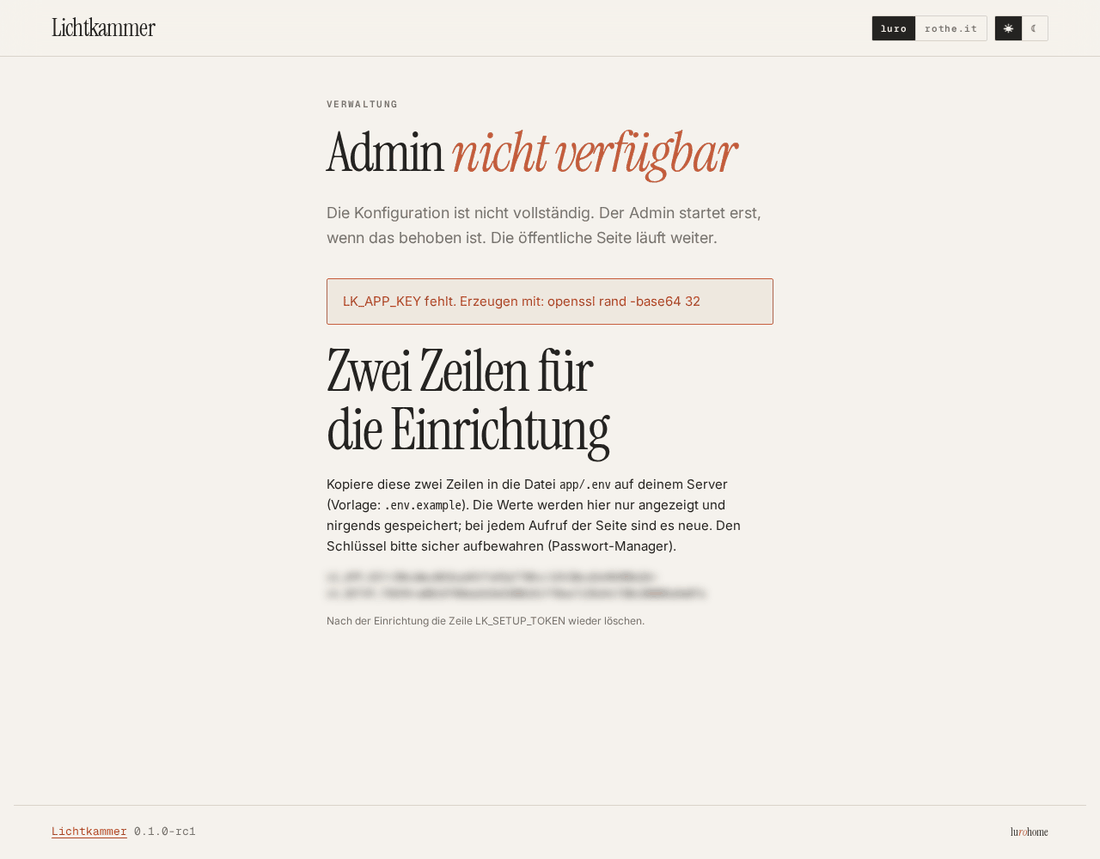 Lichtkammer
luro rothe.it
VERWALTUNG
Admin nicht verfügbar
Die Konfiguration ist nicht vollständig. Der Admin startet erst,
wenn das behoben ist. Die öffentliche Seite läuft weiter.
LK_APP_KEY fehlt. Erzeugen mit: openssl rand -base64 32
Zwei Zeilen für
die Einrichtung
Kopiere diese zwei Zeilen in die Datei app/.env auf deinem Server
(Vorlage: .env.example). Die Werte werden hier nur angezeigt und
nirgends gespeichert; bei jedem Aufruf der Seite sind es neue. Den
Schlüssel bitte sicher aufbewahren (Passwort-Manager).
Nach der Einrichtung die Zeile LK_SETUP_TOKEN wieder löschen.
Lichtkammer 0.1.0-rc1
lurohome